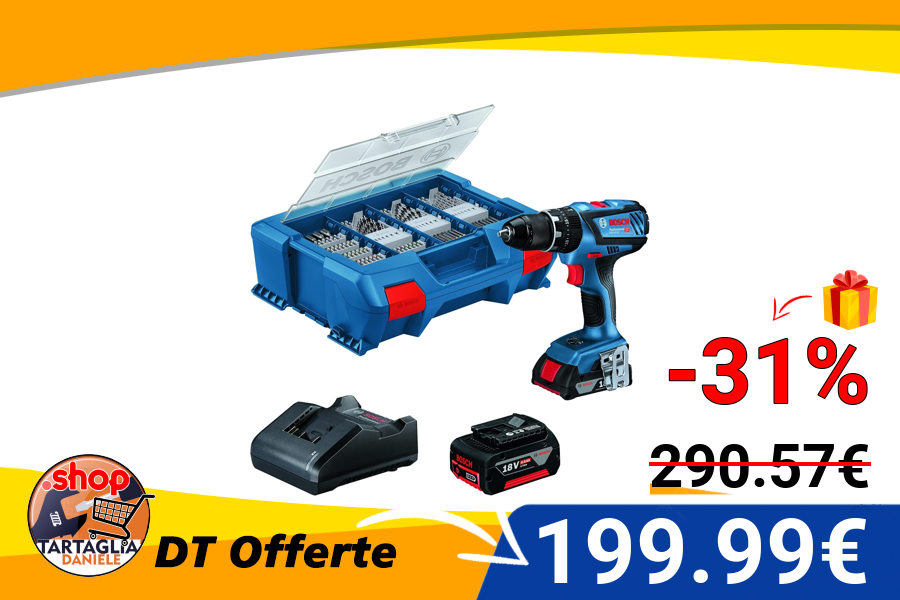 BOSCH
BOSCH
-31%
290.57€
BOSCH
18V
199.99€
.shop
TARTAGLIA
DANIELE
DT Offerte